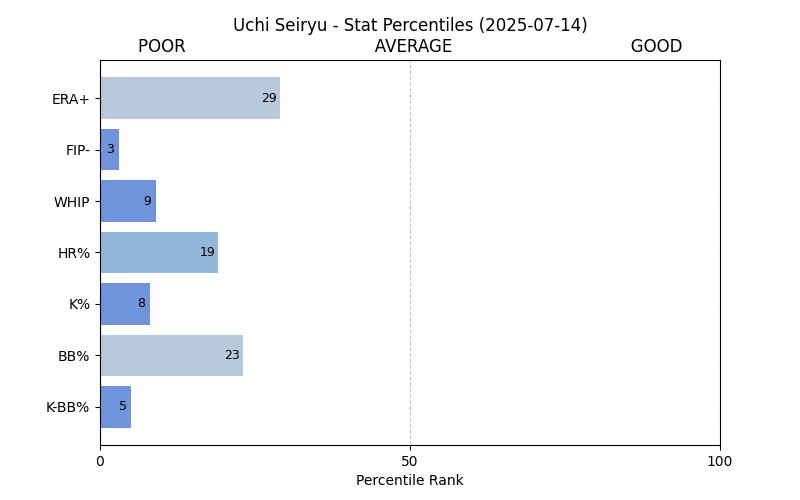 Uchi Seiryu - Stat Percentiles (2025-07-14)
POOR AVERAGE GOOD
ERA+ 29
FIP- 3
WHIP 9
HR% 19
K% 8
BB% 23
K-BB% 5
0 50 100
Percentile Rank